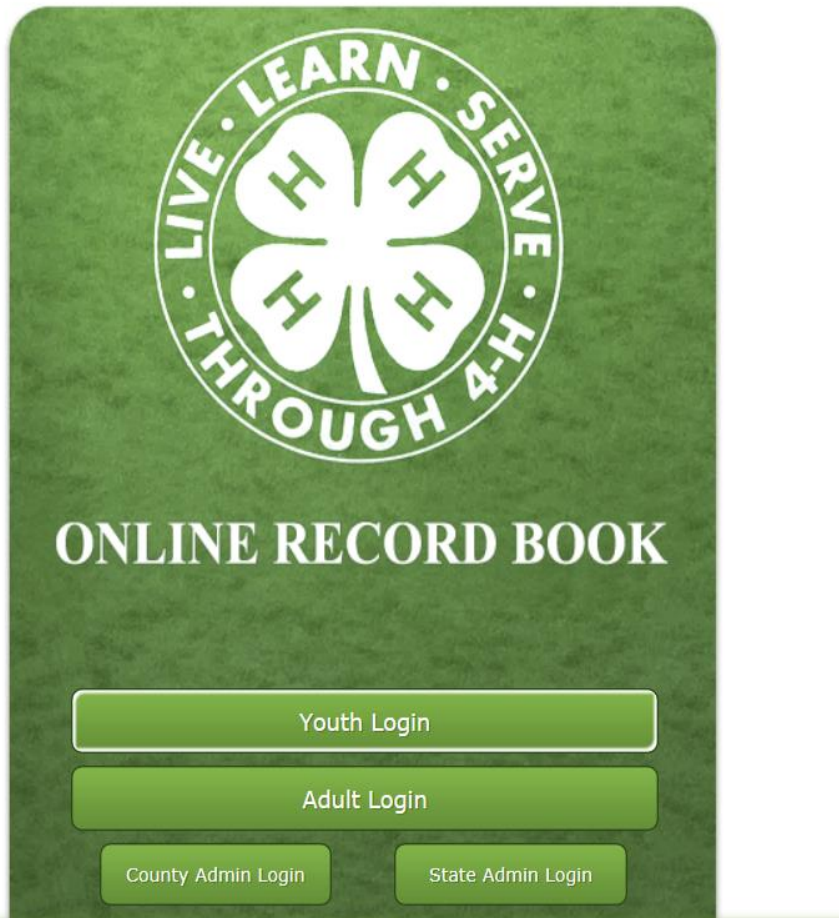 LIVE · LEARN · SERVE
· THROUGH 4-H ·
H H
H H
ONLINE RECORD BOOK
Youth Login
Adult Login
County Admin Login State Admin Login